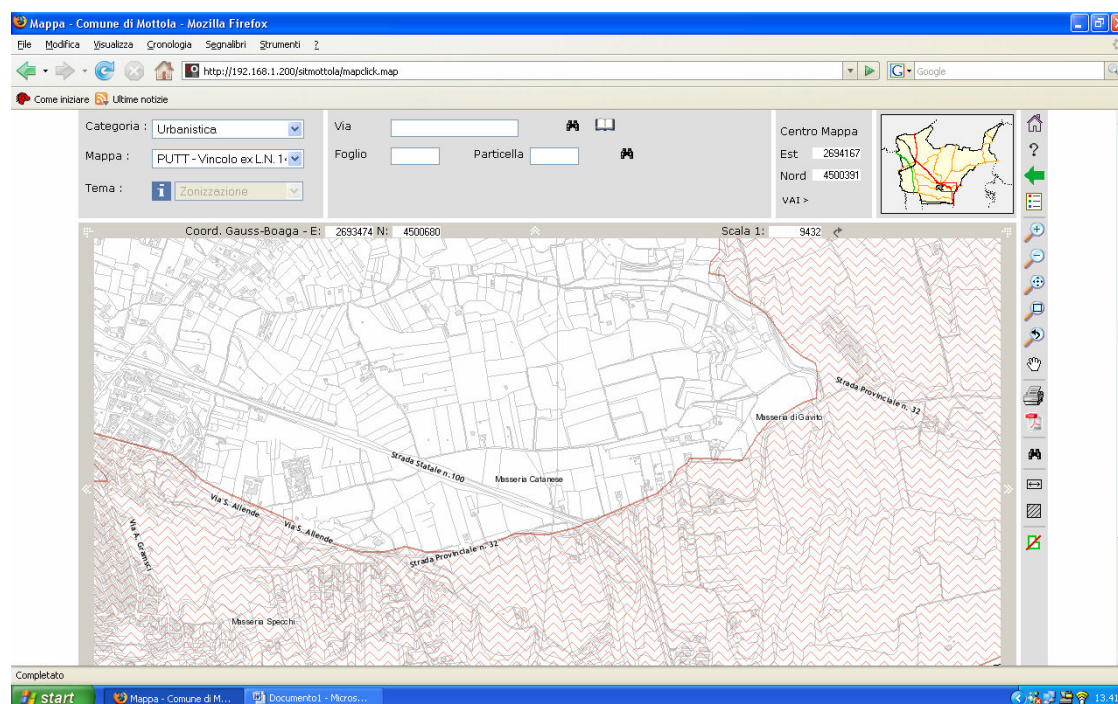 Mappa - Comune di Mottola - Mozilla Firefox
File Modifica Visualizza Cronologia Segnalibri Strumenti ?
http://192.168.1.200/sitmottola/mapclick.map
G Google
Come iniziare Ultime notizie
Categoria : Urbanistica
Mappa : PUTT - Vincolo ex L.N. 14
Tema : i Zonizzazione
Via
Foglio Particella
Centro Mappa
Est 2694167
Nord 4500391
VAI >
Coord. Gauss-Boaga - E: 2693474 N: 4500680 Scala 1: 9432
Strada Provinciale n. 32
Masseria di Gavito
Strada Statale n.100
Masseria Catanese
Via S. Allende
Via S. Allende
Via A. Gramsci
Strada Provinciale n. 32
Masseria Specchi
Completato
start Mappa - Comune di M... Documento1 - Micros... 13.41